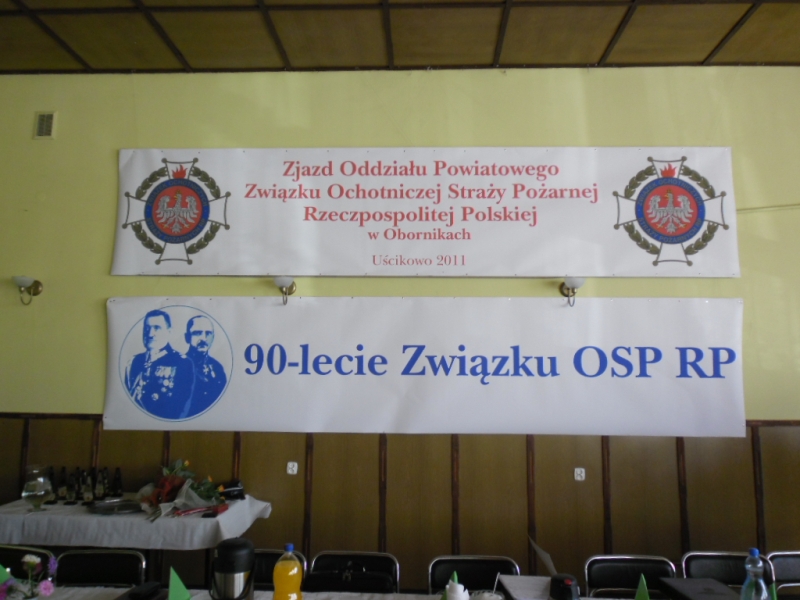 Zjazd Oddziału Powiatowego
Związku Ochotniczej Straży Pożarnej
Rzeczpospolitej Polskiej
w Obornikach
Uścikowo 2011
90-lecie Związku OSP RP